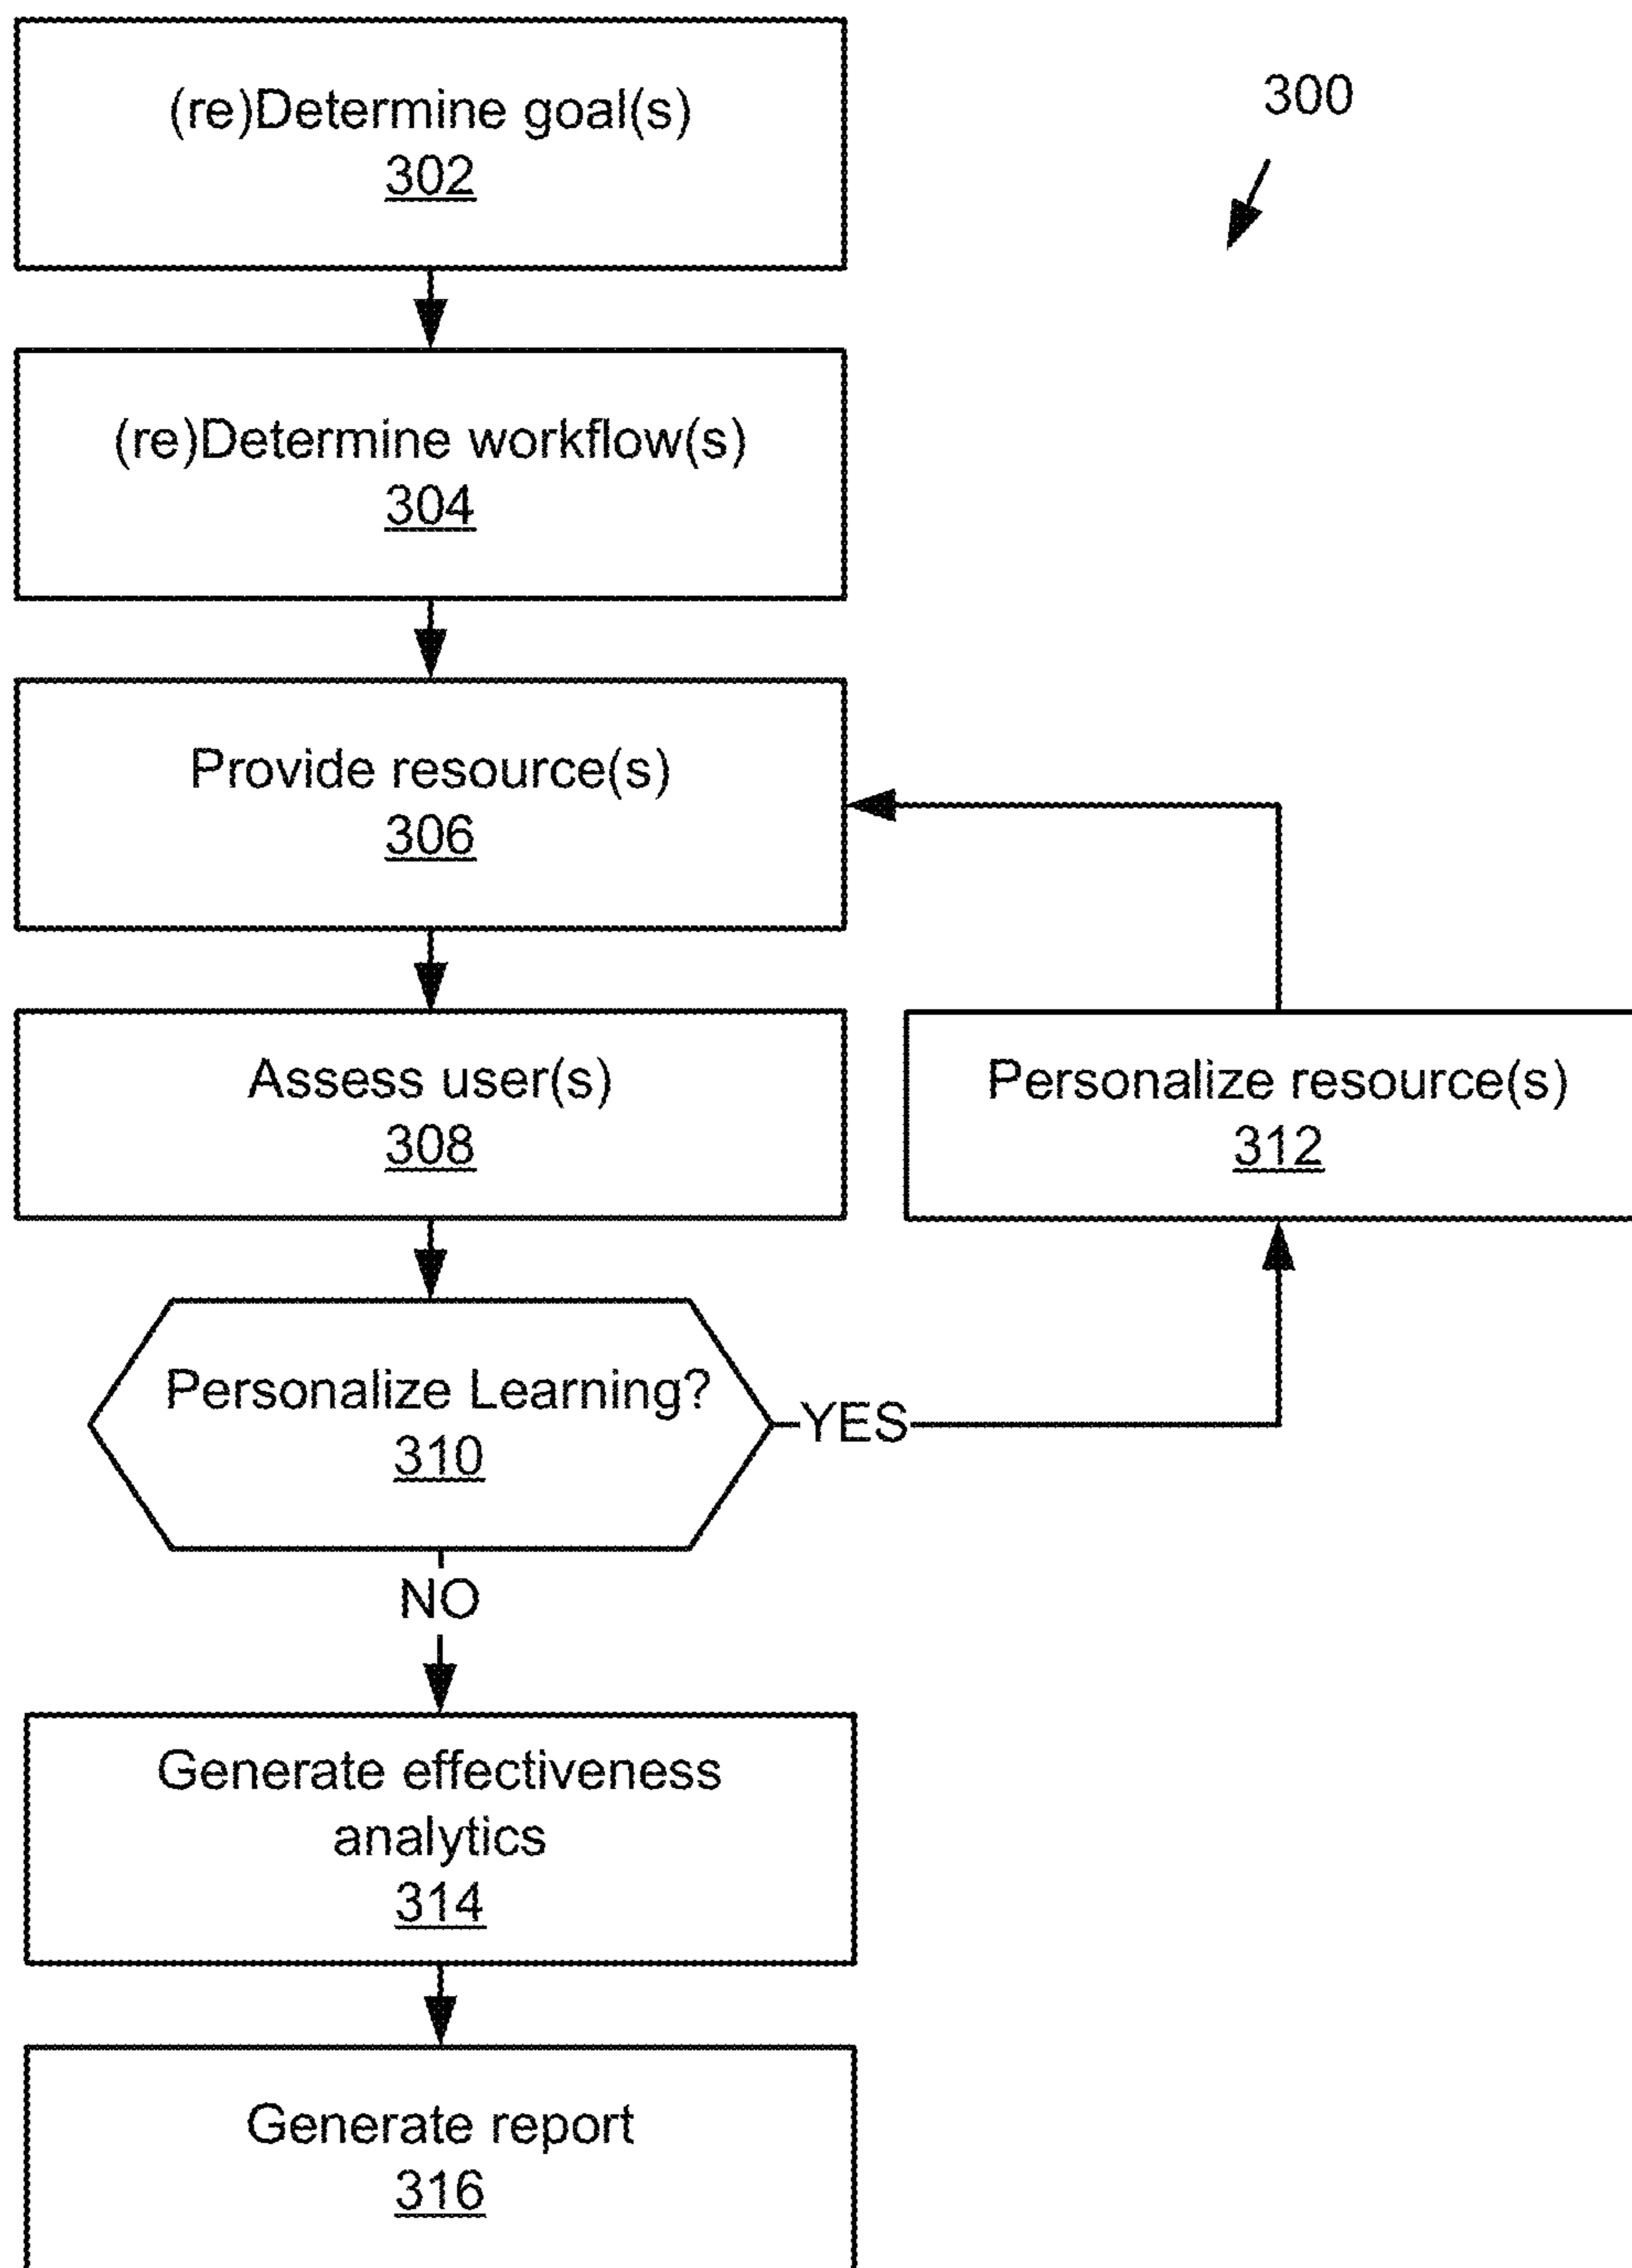 (re)Determine goal(s)
302
300
(re)Determine workflow(s)
304
Provide resource(s)
306
Assess user(s)
308
Personalize resource(s)
312
Personalize Learning?
310
YES
NO
Generate effectiveness
analytics
314
Generate report
316